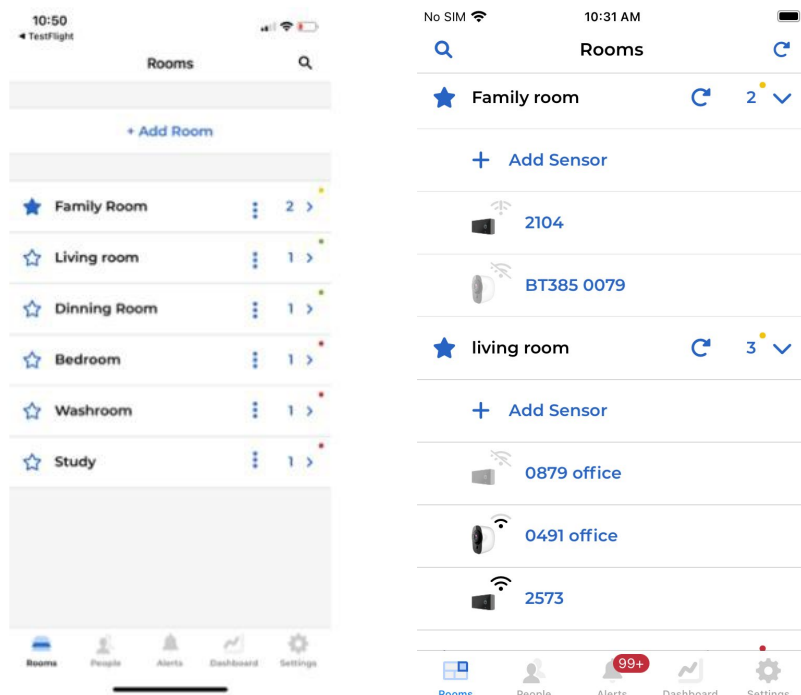 10:50
◀ TestFlight
Rooms
+ Add Room
Family Room
2
Living room
1
Dinning Room
1
Bedroom
1
Washroom
1
Study
1
Rooms
People
Alerts
Dashboard
Settings
No SIM
10:31 AM
Rooms
Family room
2
+ Add Sensor
2104
BT385 0079
living room
3
+ Add Sensor
0879 office
0491 office
2573
99+
Rooms
People
Alerts
Dashboard
Settings